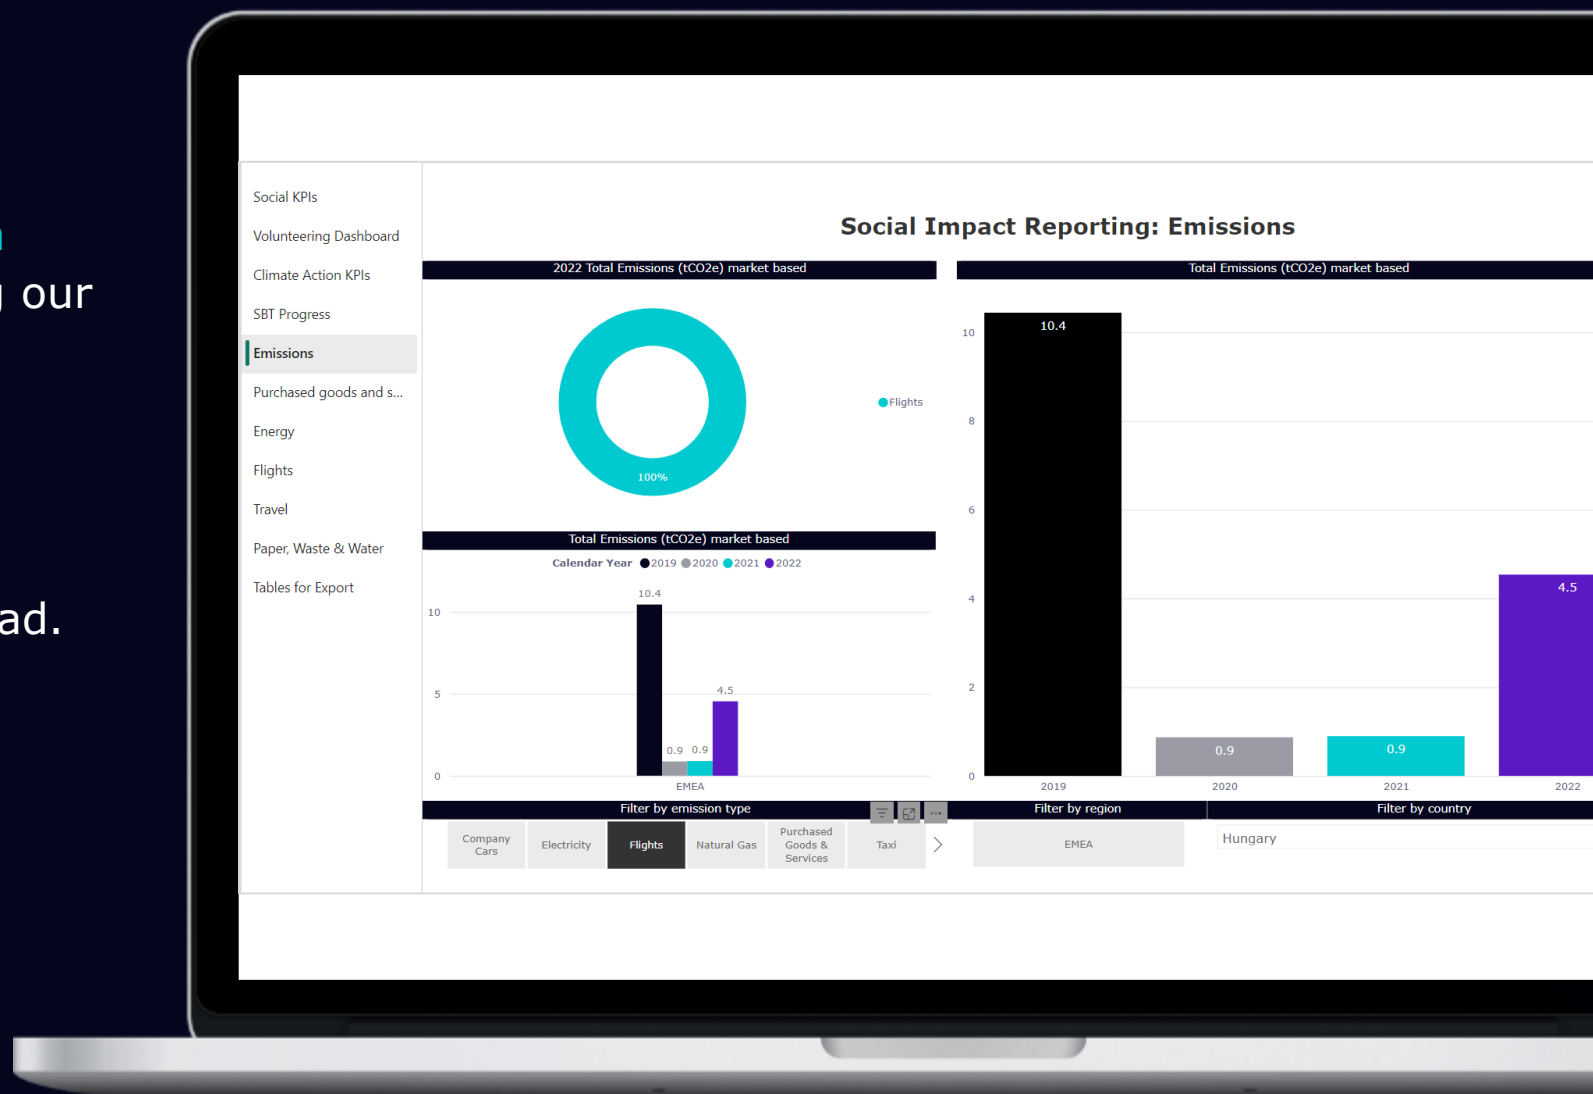 our
ad.
Social KPIs
Volunteering Dashboard
Climate Action KPIs
SBT Progress
Emissions
Purchased goods and s...
Energy
Flights
Travel
Paper, Waste & Water
Tables for Export
Social Impact Reporting: Emissions
2022 Total Emissions (tCO2e) market based
100%
Flights
Total Emissions (tCO2e) market based
Calendar Year 2019 2020 2021 2022
10
5
0
10.4
0.9
0.9
4.5
EMEA
Total Emissions (tCO2e) market based
10
8
6
4
2
0
10.4
0.9
0.9
4.5
2019
2020
2021
2022
Filter by emission type
Company
Cars
Electricity
Flights
Natural Gas
Purchased
Goods &
Services
Taxi
Filter by region
EMEA
Filter by country
Hungary